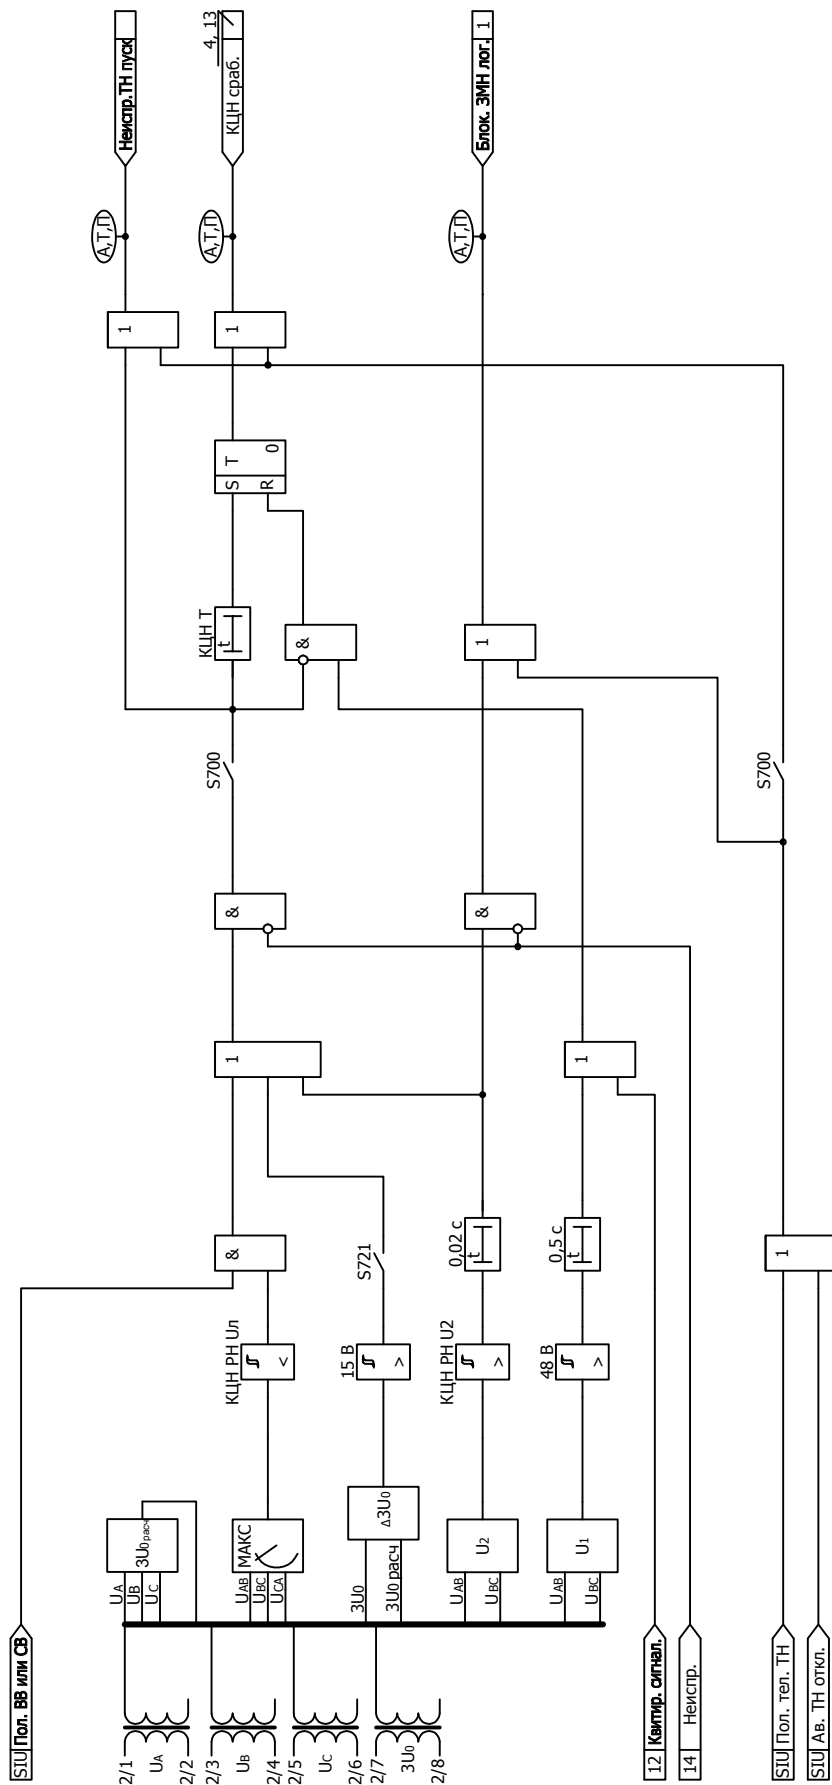 Неиспр.ТН пуск
4, 13
КЦН сраб.
Блок. ЗМН лог.
1
А,Т,П
А,Т,П
А,Т,П
1
1
S
T
R
0
КЦН Т
t
&
1
S700
S700
&
&
1
1
&
S721
0,02 с
t
0,5 с
t
1
КЦН РН Uл
<
15 В
>
КЦН РН U2
>
48 В
>
3U0расч
МАКС
Δ3U0
U2
U1
UA
UB
UC
UAB
UBC
UCA
3U0
3U0 расч
UAB
UBC
UAB
UBC
SIU Пол. ВВ или СВ
2/1
UA
2/2
2/3
UB
2/4
2/5
UC
2/6
2/7
3U0
2/8
12 Квитир. сигнал.
14 Неиспр.
SIU Пол. тел. ТН
SIU Ав. ТН откл.